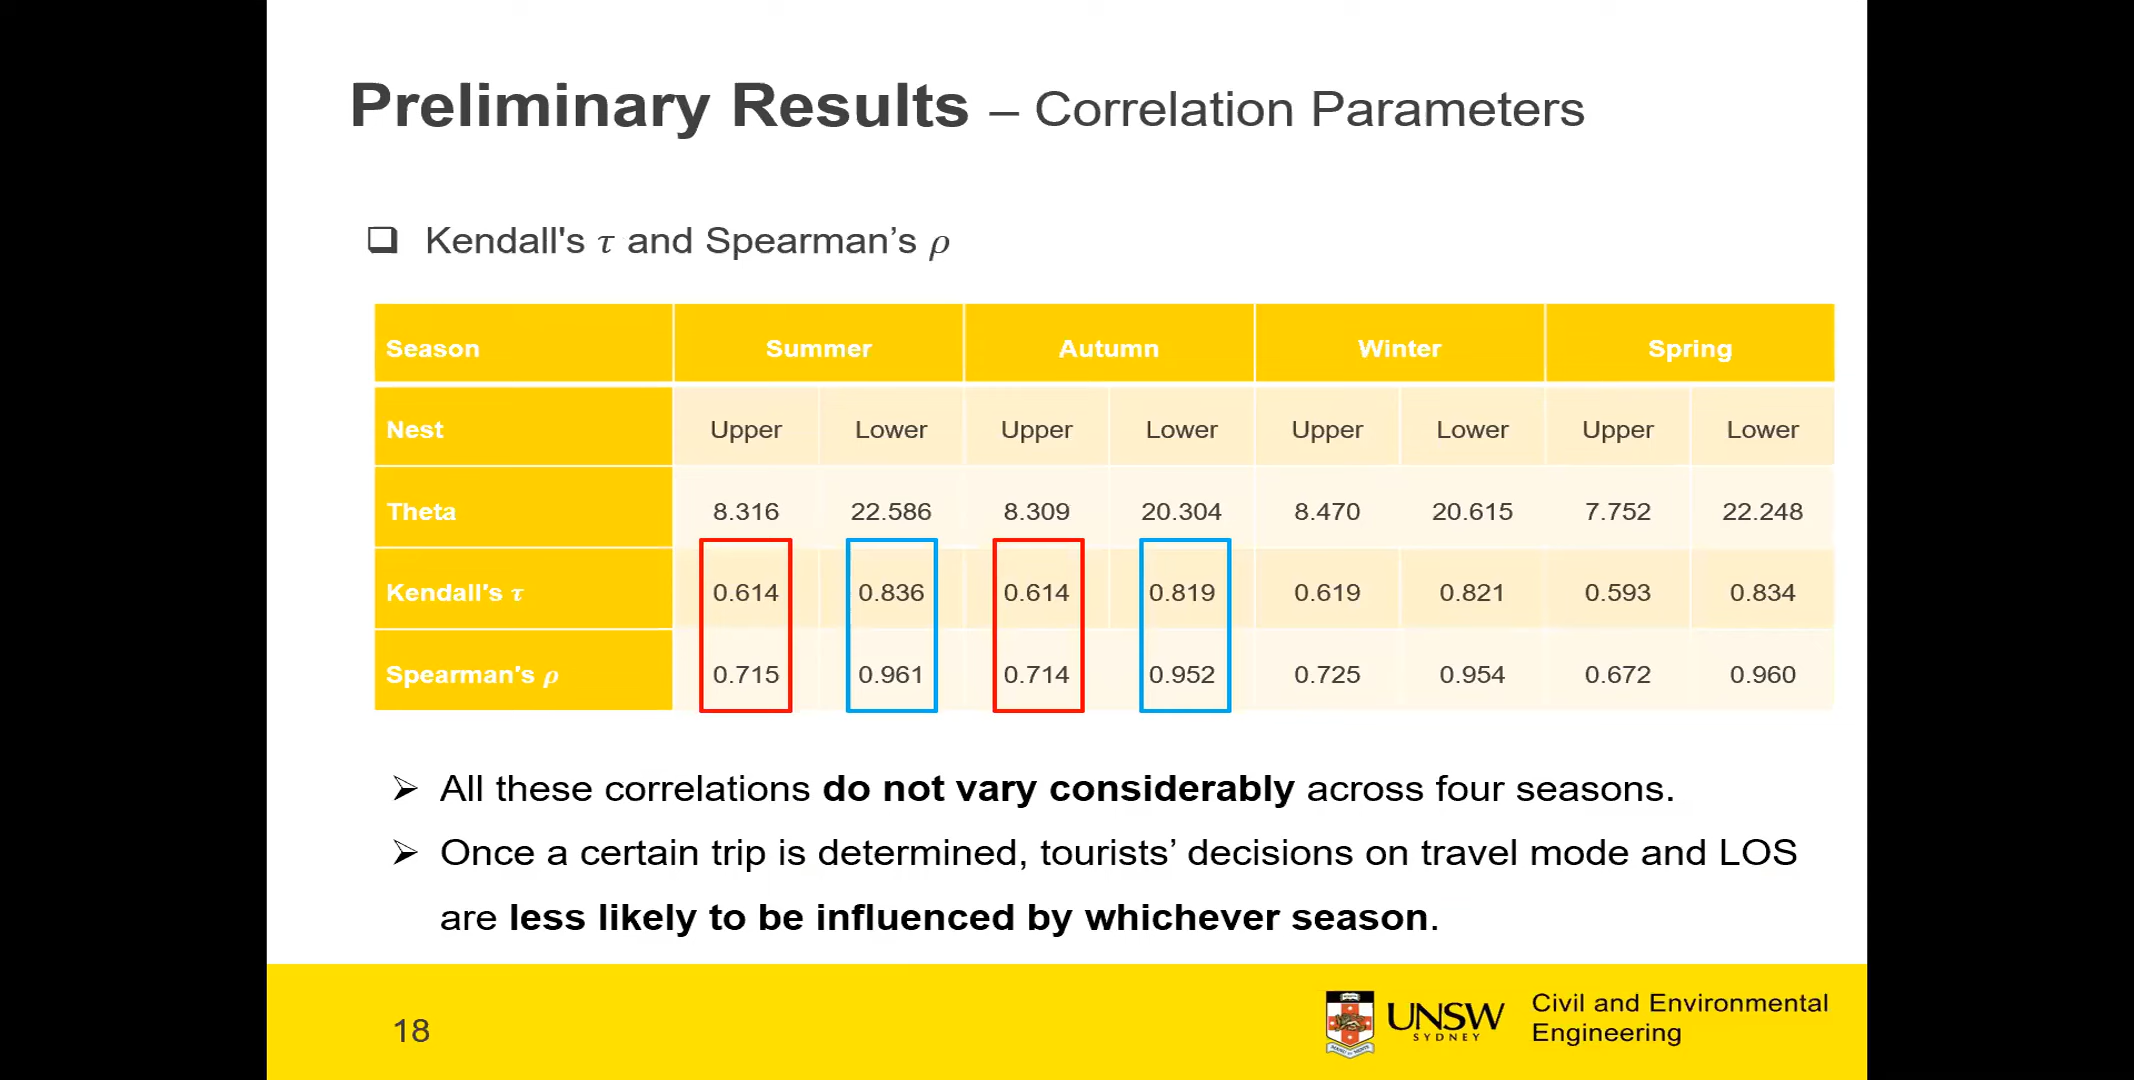 Preliminary Results – Correlation Parameters
Kendall's τ and Spearman’s ρ
Season Summer Autumn Winter Spring
Nest Upper Lower Upper Lower Upper Lower Upper Lower
Theta 8.316 22.586 8.309 20.304 8.470 20.615 7.752 22.248
Kendall's τ 0.614 0.836 0.614 0.819 0.619 0.821 0.593 0.834
Spearman's ρ 0.715 0.961 0.714 0.952 0.725 0.954 0.672 0.960
All these correlations do not vary considerably across four seasons.
Once a certain trip is determined, tourists’ decisions on travel mode and LOS
are less likely to be influenced by whichever season.
18
UNSW
SYDNEY
Civil and Environmental
Engineering